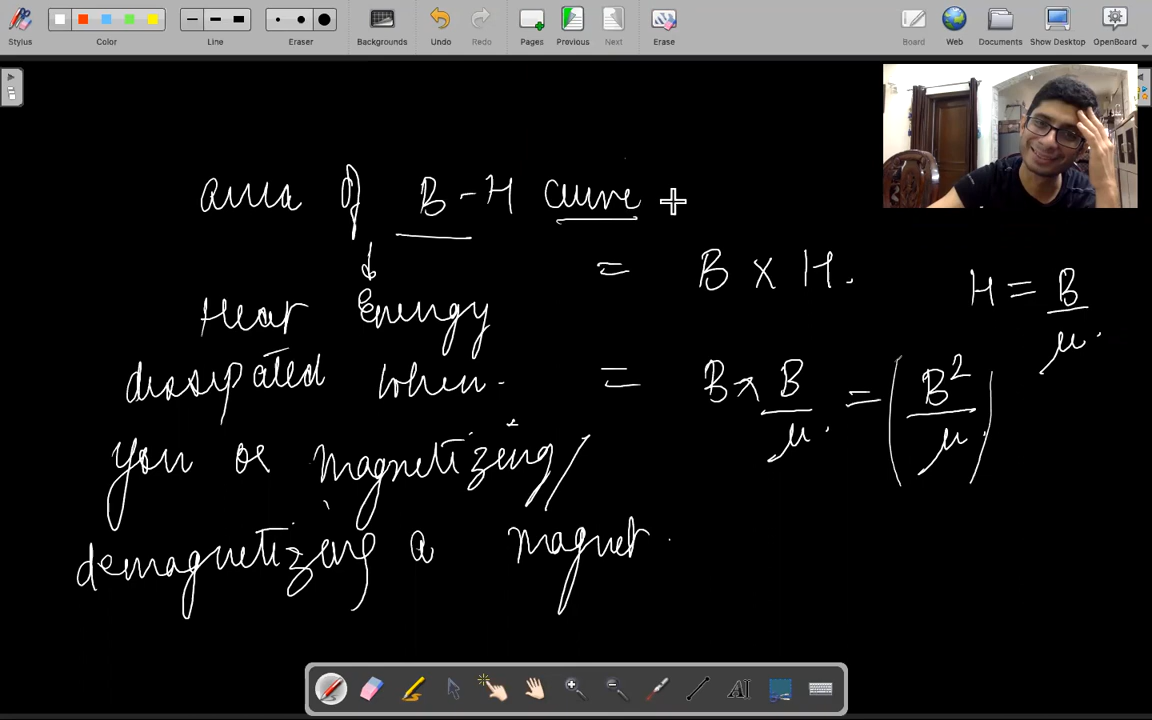 Stylus Color Line Eraser Backgrounds Undo Redo Pages Previous Next Erase Board Web Documents Show Desktop OpenBoard
area of B-H curve
= B x H.
H = B/μ.
Heat Energy
dissipated when
= B x B/μ. = (B²/μ)
you or magnetizing/
demagnetizing a magnet.